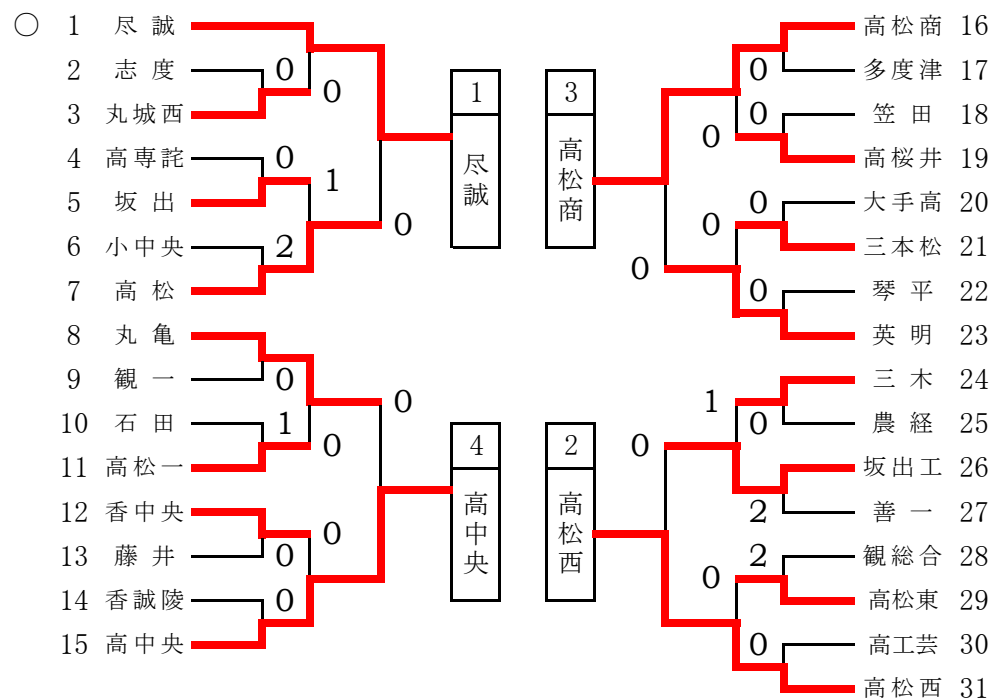 ○ 1 尽誠
2 志度
0
0
3 丸城西
4 高専詫
0
1
5 坂出
0
6 小中央
2
7 高松
1
尽誠
8 丸亀
9 観一
0
0
10 石田
1
0
11 高松一
12 香中央
0
13 藤井
0
14 香誠陵
0
15 高中央
4
高中央
3
高松商
高松商 16
0
多度津 17
0
笠田 18
0
高桜井 19
0
大手高 20
0
三本松 21
0
0
琴平 22
英明 23
2
高松西
三木 24
1
0
農経 25
0
坂出工 26
2
善一 27
2
観総合 28
0
高松東 29
0
高工芸 30
高松西 31